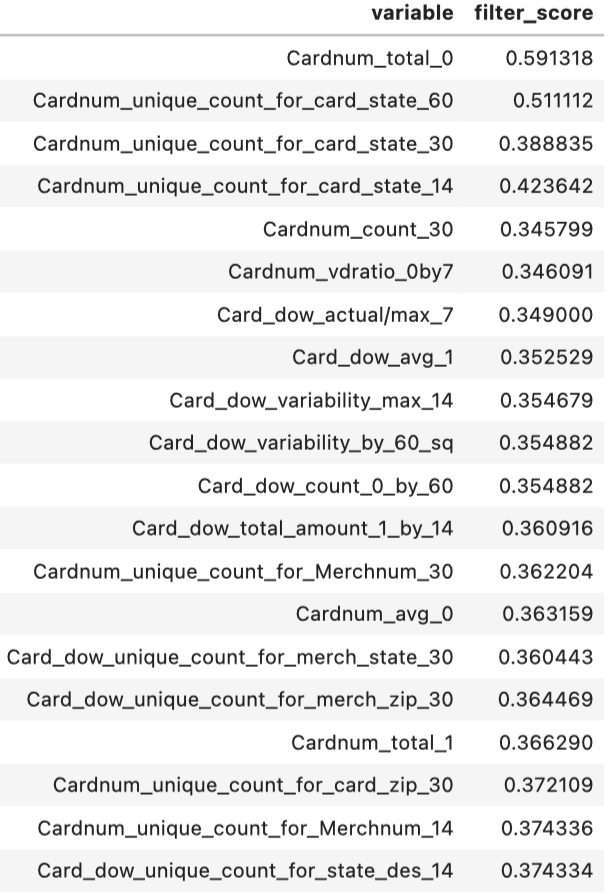 variable filter_score
Cardnum_total_0 0.591318
Cardnum_unique_count_for_card_state_60 0.511112
Cardnum_unique_count_for_card_state_30 0.388835
Cardnum_unique_count_for_card_state_14 0.423642
Cardnum_count_30 0.345799
Cardnum_vdratio_0by7 0.346091
Card_dow_actual/max_7 0.349000
Card_dow_avg_1 0.352529
Card_dow_variability_max_14 0.354679
Card_dow_variability_by_60_sq 0.354882
Card_dow_count_0_by_60 0.354882
Card_dow_total_amount_1_by_14 0.360916
Cardnum_unique_count_for_Merchnum_30 0.362204
Cardnum_avg_0 0.363159
Card_dow_unique_count_for_merch_state_30 0.360443
Card_dow_unique_count_for_merch_zip_30 0.364469
Cardnum_total_1 0.366290
Cardnum_unique_count_for_card_zip_30 0.372109
Cardnum_unique_count_for_Merchnum_14 0.374336
Card_dow_unique_count_for_state_des_14 0.374334